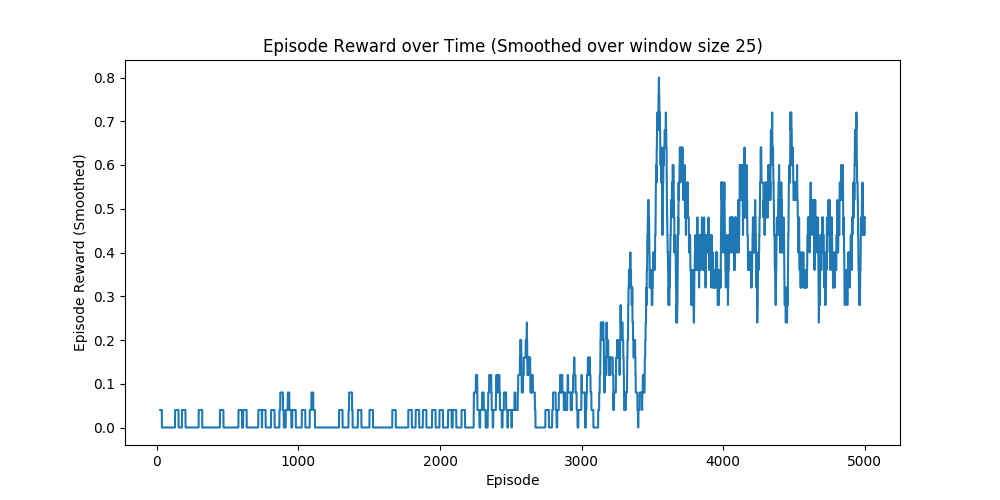 Episode Reward over Time (Smoothed over window size 25)
Episode Reward (Smoothed)
0.8
0.7
0.6
0.5
0.4
0.3
0.2
0.1
0.0
0 1000 2000 3000 4000 5000
Episode